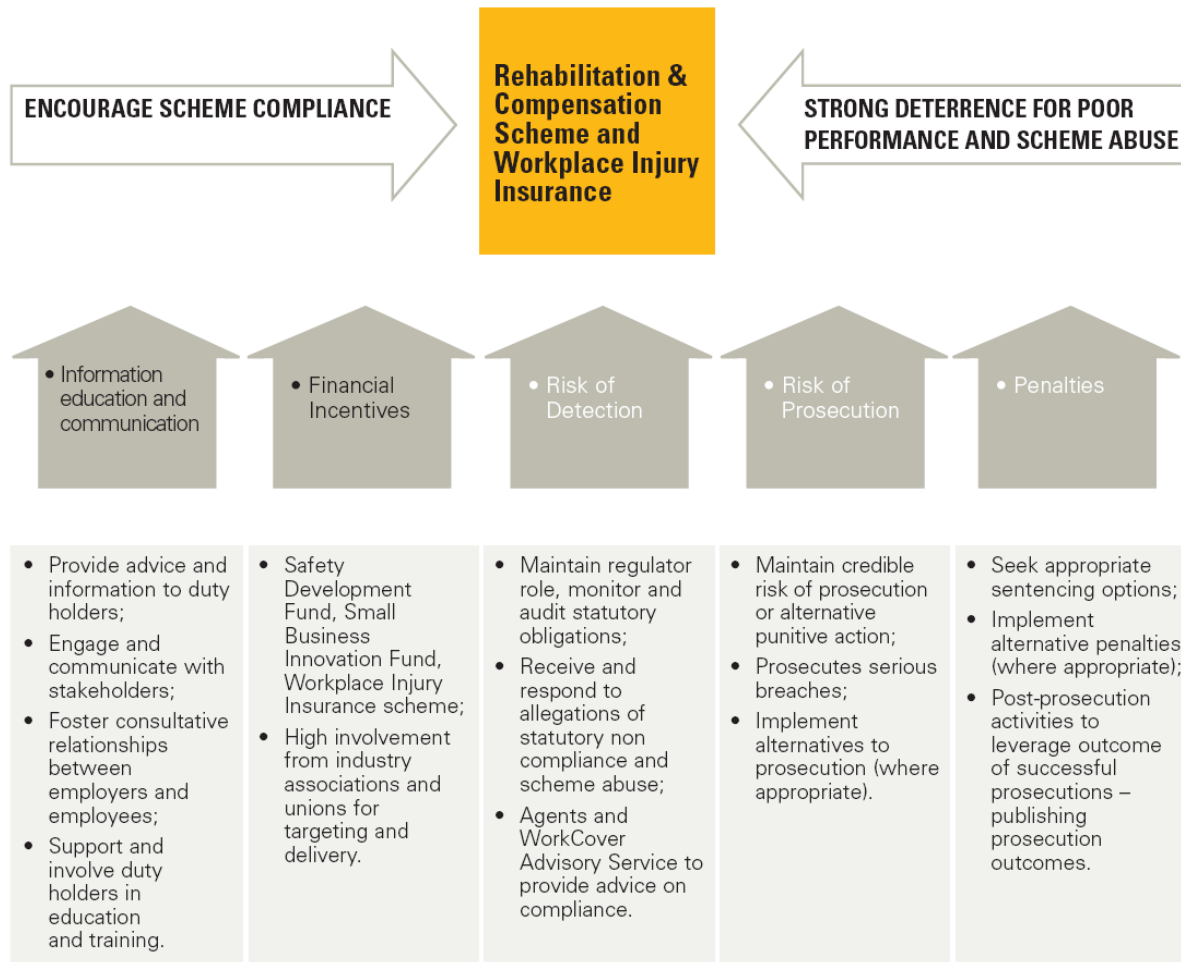 ENCOURAGE SCHEME COMPLIANCE
Rehabilitation &
Compensation
Scheme and
Workplace Injury
Insurance
STRONG DETERRENCE FOR POOR
PERFORMANCE AND SCHEME ABUSE
• Information
education and
communication
• Financial
Incentives
• Risk of
Detection
• Risk of
Prosecution
• Penalties
• Provide advice and
information to duty
holders;
• Engage and
communicate with
stakeholders;
• Foster consultative
relationships
between
employers and
employees;
• Support and
involve duty
holders in
education
and training.
• Safety
Development
Fund, Small
Business
Innovation Fund,
Workplace Injury
Insurance scheme;
• High involvement
from industry
associations and
unions for
targeting and
delivery.
• Maintain regulator
role, monitor and
audit statutory
obligations;
• Receive and
respond to
allegations of
statutory non
compliance and
scheme abuse;
• Agents and
WorkCover
Advisory Service to
provide advice on
compliance.
• Maintain credible
risk of prosecution
or alternative
punitive action;
• Prosecutes serious
breaches;
• Implement
alternatives to
prosecution (where
appropriate).
• Seek appropriate
sentencing options;
• Implement
alternative penalties
(where appropriate);
• Post-prosecution
activities to
leverage outcome
of successful
prosecutions –
publishing
prosecution
outcomes.